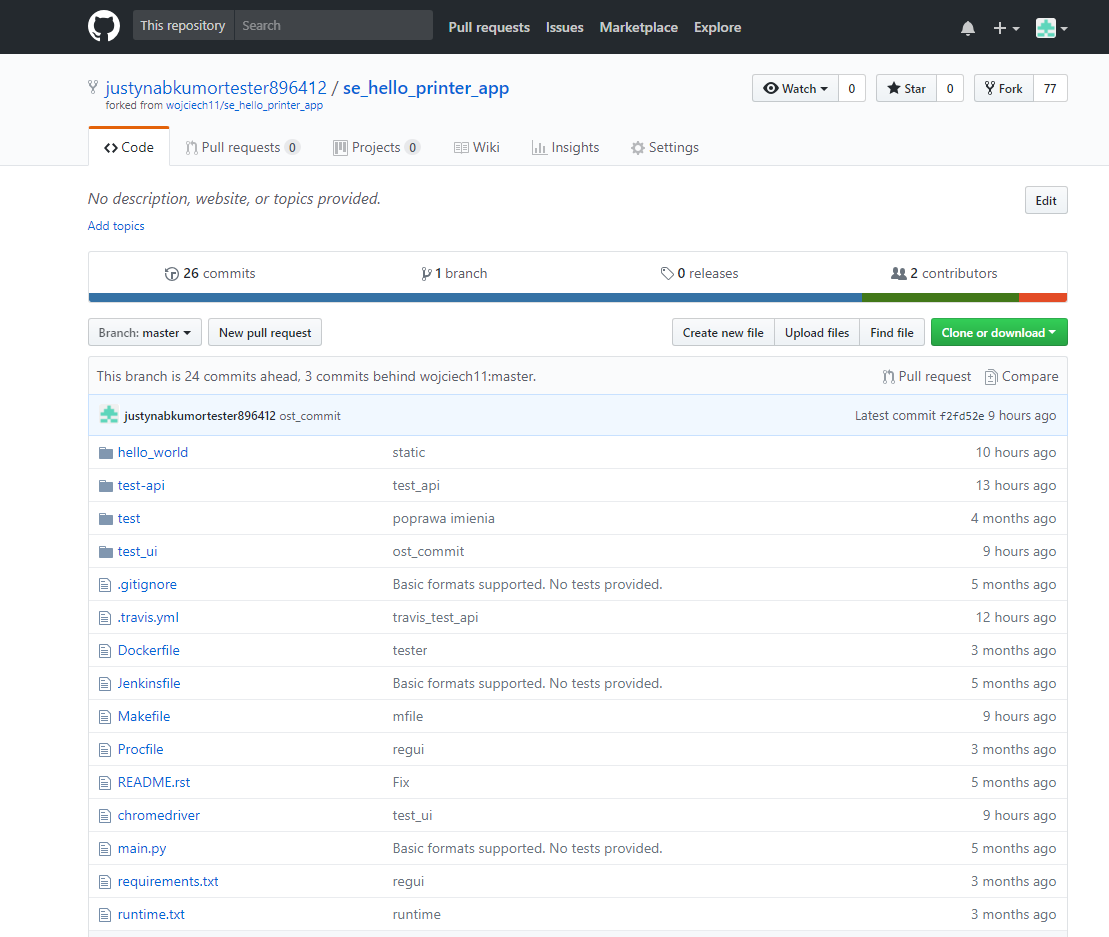 This repository Search Pull requests Issues Marketplace Explore
justynabkumortester896412 / se_hello_printer_app Watch 0 Star 0 Fork 77
forked from wojciech11/se_hello_printer_app
Code Pull requests 0 Projects 0 Wiki Insights Settings
No description, website, or topics provided. Edit
Add topics
26 commits 1 branch 0 releases 2 contributors
Branch: master New pull request Create new file Upload files Find file Clone or download
This branch is 24 commits ahead, 3 commits behind wojciech11:master. Pull request Compare
justynabkumortester896412 ost_commit Latest commit f2fd52e 9 hours ago
hello_world static 10 hours ago
test-api test_api 13 hours ago
test poprawa imienia 4 months ago
test_ui ost_commit 9 hours ago
.gitignore Basic formats supported. No tests provided. 5 months ago
.travis.yml travis_test_api 12 hours ago
Dockerfile tester 3 months ago
Jenkinsfile Basic formats supported. No tests provided. 5 months ago
Makefile mfile 9 hours ago
Procfile regui 3 months ago
README.rst Fix 5 months ago
chromedriver test_ui 9 hours ago
main.py Basic formats supported. No tests provided. 5 months ago
requirements.txt regui 3 months ago
runtime.txt runtime 3 months ago